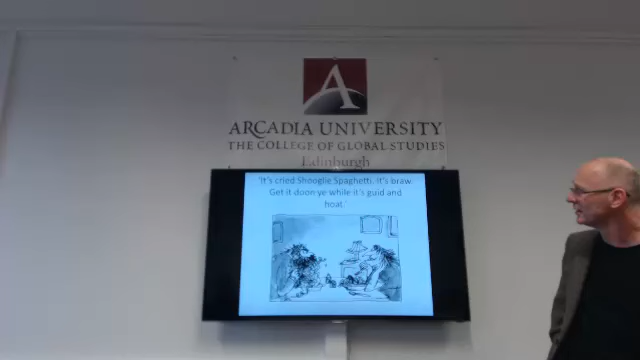 A
ARCADIA UNIVERSITY
THE COLLEGE OF GLOBAL STUDIES
Edinburgh
'It's cried Shooglie Spaghetti. It's braw.
Get it doon ye while it's guid and
hoat.'